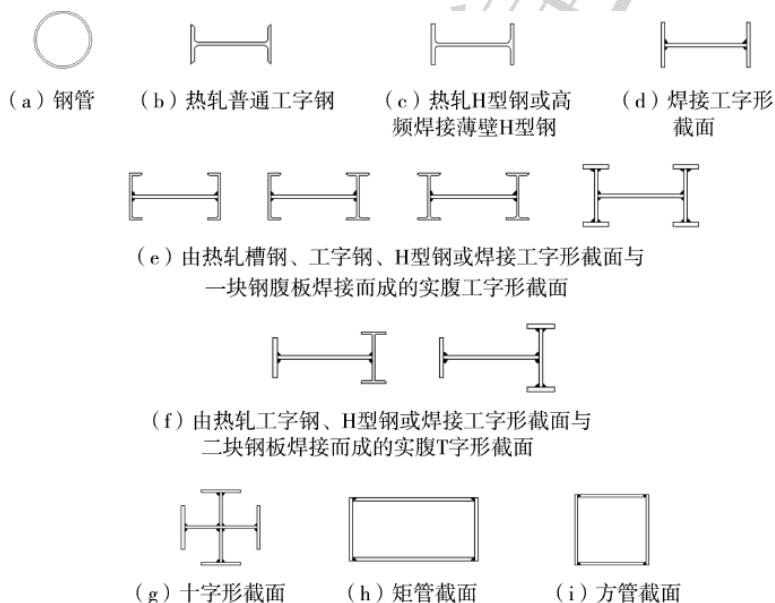 (a)钢管
(b)热轧普通工字钢
(c)热轧H型钢或高
频焊接薄壁H型钢
(d)焊接工字形
截面
(e)由热轧槽钢、工字钢、H型钢或焊接工字形截面与
一块钢腹板焊接而成的实腹工字形截面
(f)由热轧工字钢、H型钢或焊接工字形截面与
二块钢板焊接而成的实腹T字形截面
(g)十字形截面
(h)矩管截面
(i)方管截面